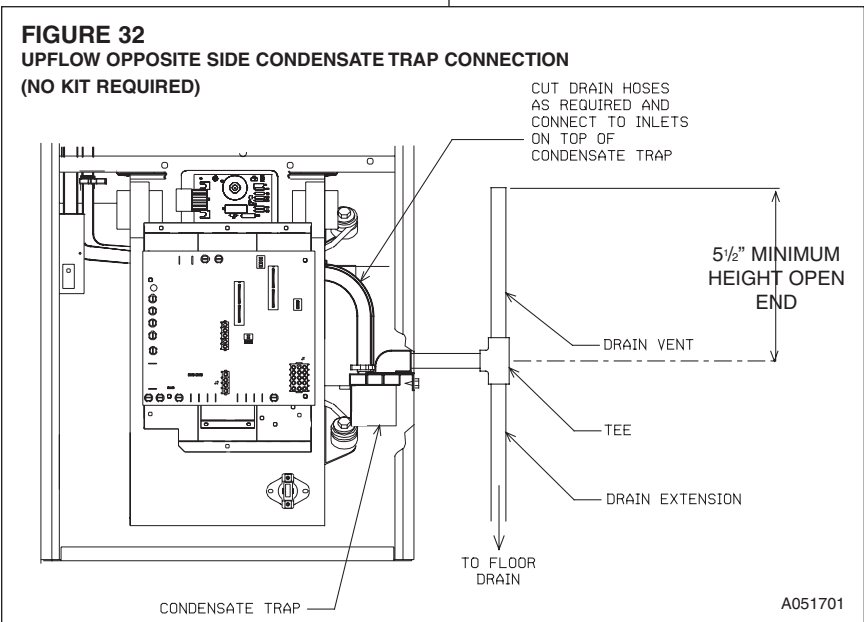 FIGURE 32
UPFLOW OPPOSITE SIDE CONDENSATE TRAP CONNECTION
(NO KIT REQUIRED)
CUT DRAIN HOSES
AS REQUIRED AND
CONNECT TO INLETS
ON TOP OF
CONDENSATE TRAP
5½" MINIMUM
HEIGHT OPEN
END
DRAIN VENT
TEE
DRAIN EXTENSION
TO FLOOR
DRAIN
CONDENSATE TRAP
A051701